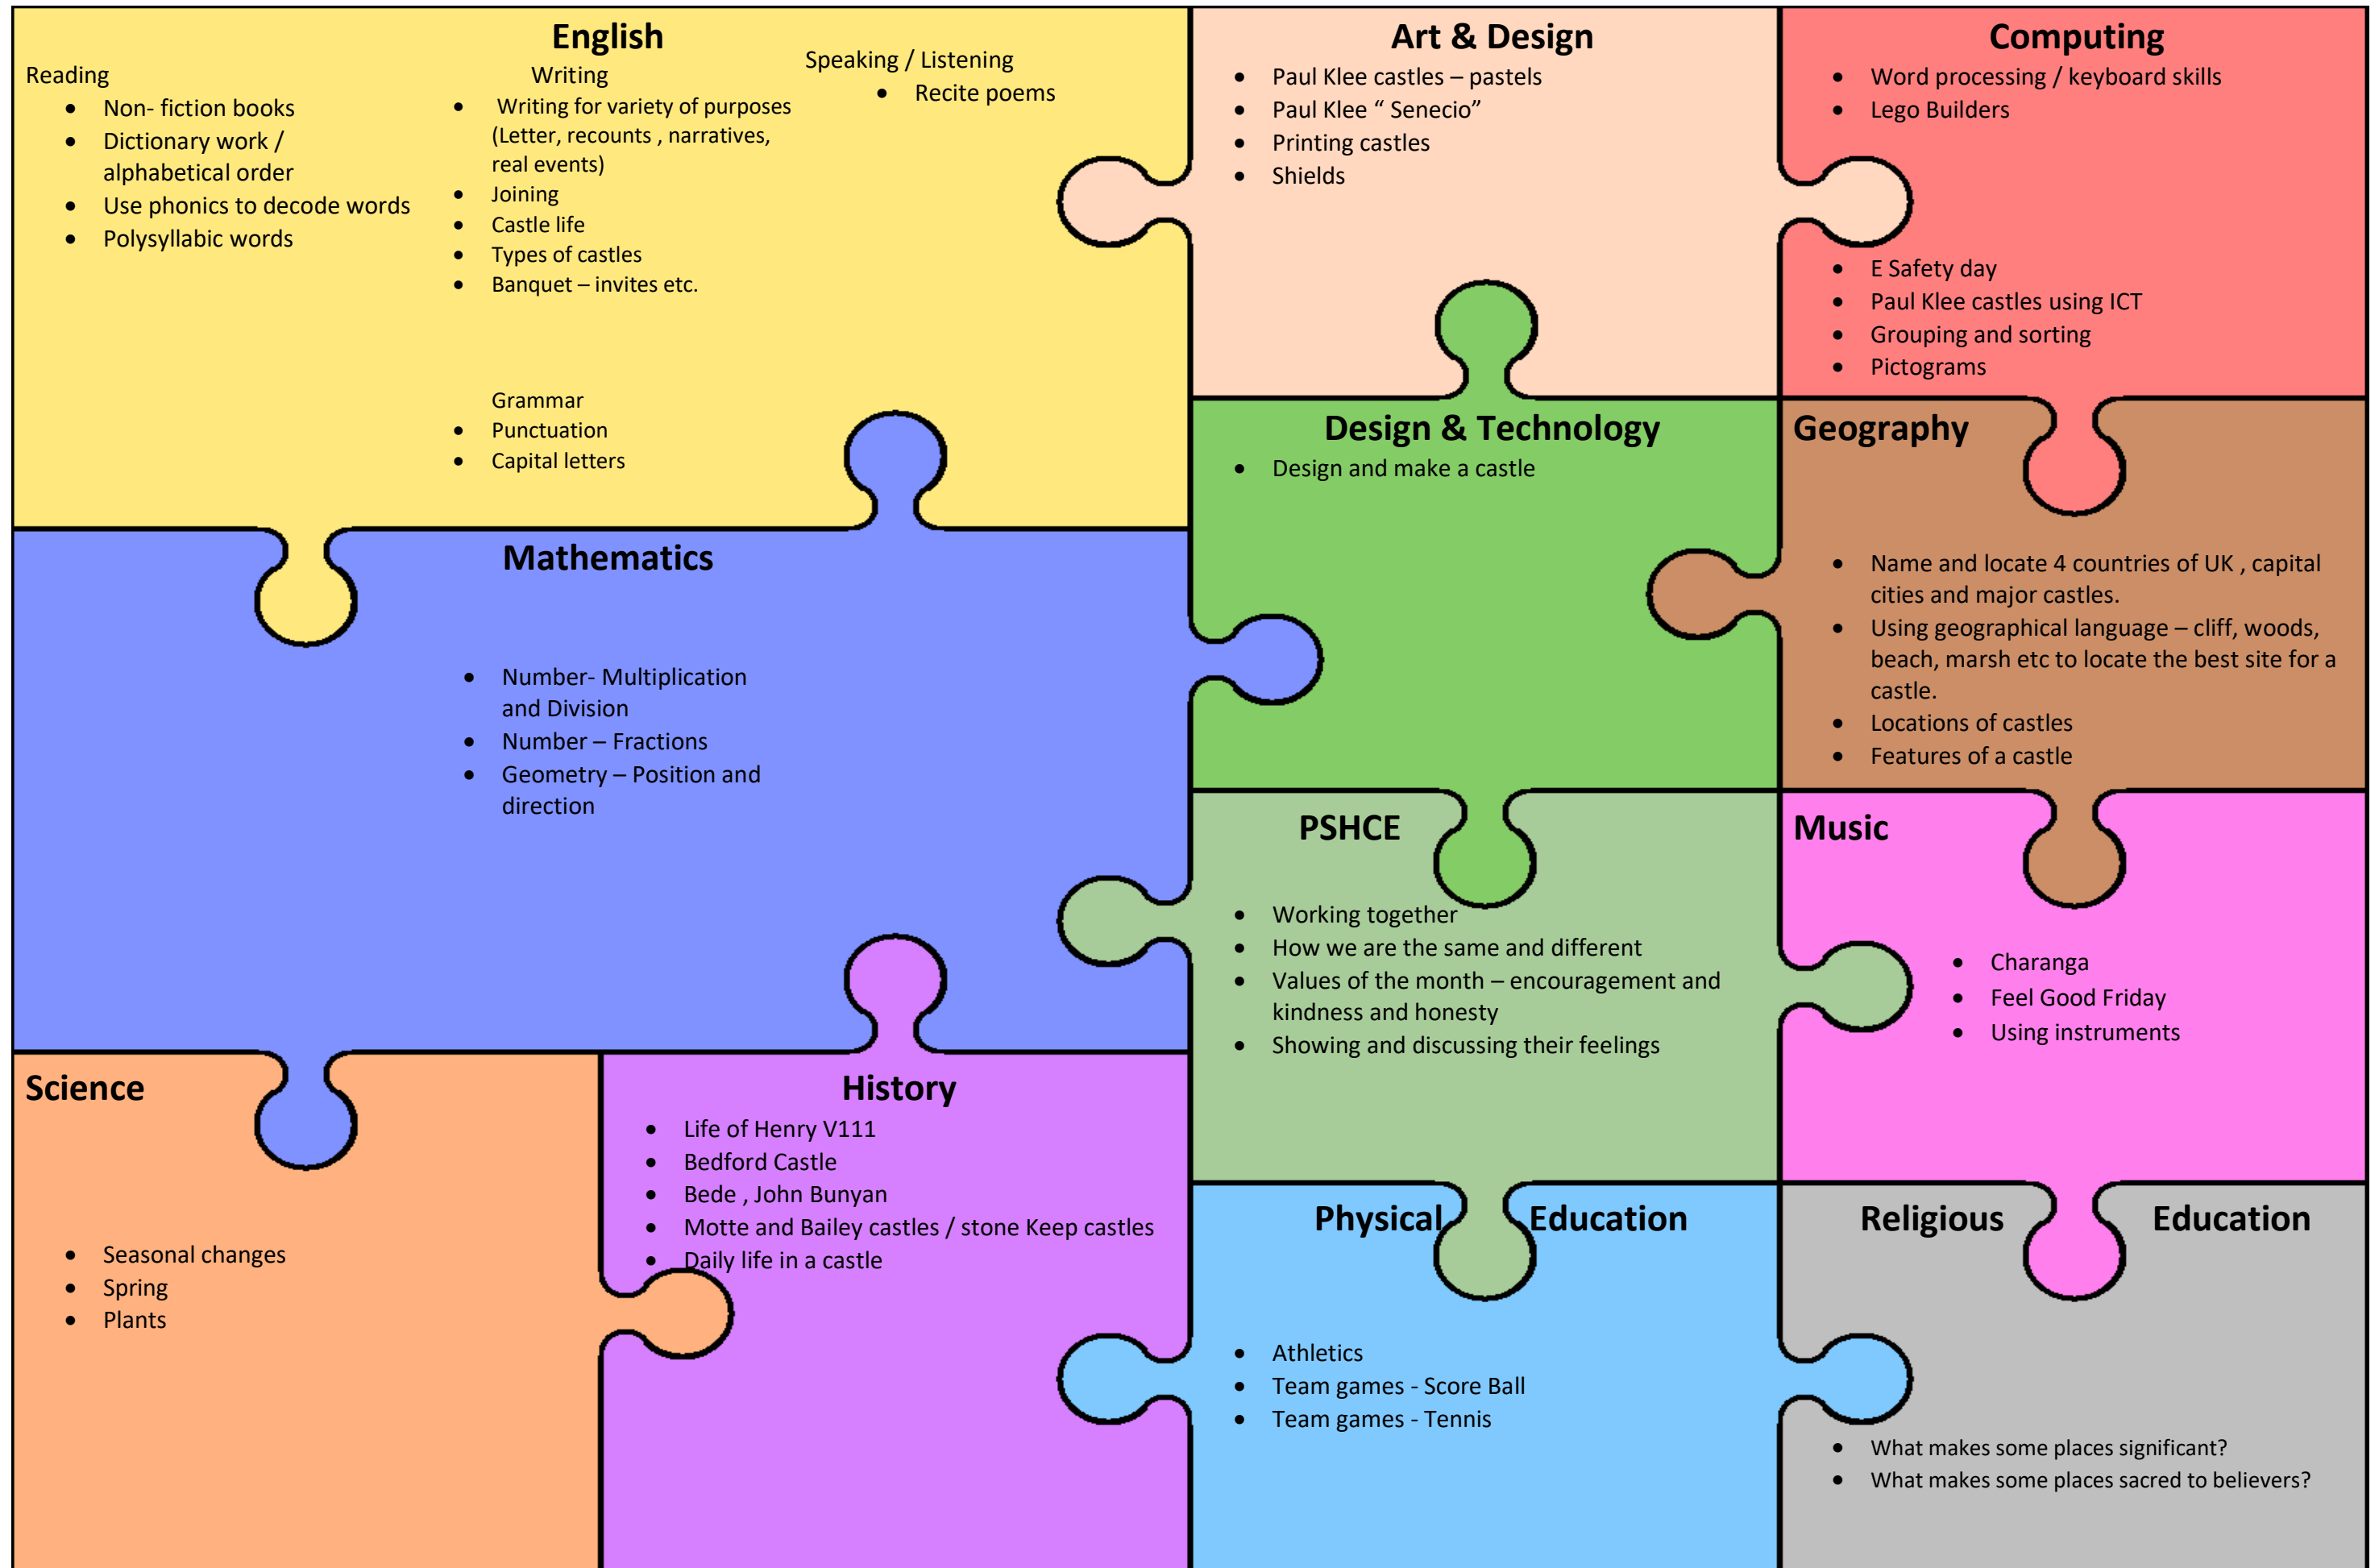 English
Reading
• Non- fiction books
• Dictionary work /
alphabetical order
• Use phonics to decode words
• Polysyllabic words
Writing
• Writing for variety of purposes
(Letter, recounts , narratives,
real events)
• Joining
• Castle life
• Types of castles
• Banquet – invites etc.
Grammar
• Punctuation
• Capital letters
Speaking / Listening
• Recite poems
Art & Design
• Paul Klee castles – pastels
• Paul Klee “ Senecio”
• Printing castles
• Shields
Computing
• Word processing / keyboard skills
• Lego Builders
• E Safety day
• Paul Klee castles using ICT
• Grouping and sorting
• Pictograms
Mathematics
• Number- Multiplication
and Division
• Number – Fractions
• Geometry – Position and
direction
Design & Technology
• Design and make a castle
Geography
• Name and locate 4 countries of UK , capital
cities and major castles.
• Using geographical language – cliff, woods,
beach, marsh etc to locate the best site for a
castle.
• Locations of castles
• Features of a castle
PSHCE
• Working together
• How we are the same and different
• Values of the month – encouragement and
kindness and honesty
• Showing and discussing their feelings
Music
• Charanga
• Feel Good Friday
• Using instruments
Science
• Seasonal changes
• Spring
• Plants
History
• Life of Henry V111
• Bedford Castle
• Bede , John Bunyan
• Motte and Bailey castles / stone Keep castles
• Daily life in a castle
Physical Education
• Athletics
• Team games - Score Ball
• Team games - Tennis
Religious Education
• What makes some places significant?
• What makes some places sacred to believers?